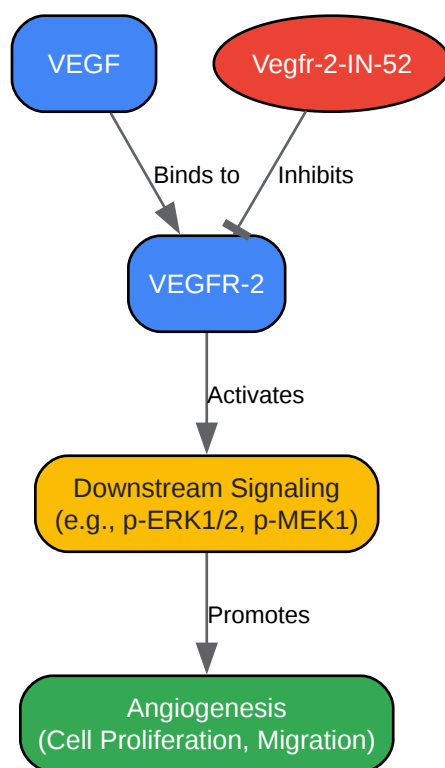 VEGF
Vegfr-2-IN-52
Binds to
Inhibits
VEGFR-2
Activates
Downstream Signaling
(e.g., p-ERK1/2, p-MEK1)
Promotes
Angiogenesis
(Cell Proliferation, Migration)